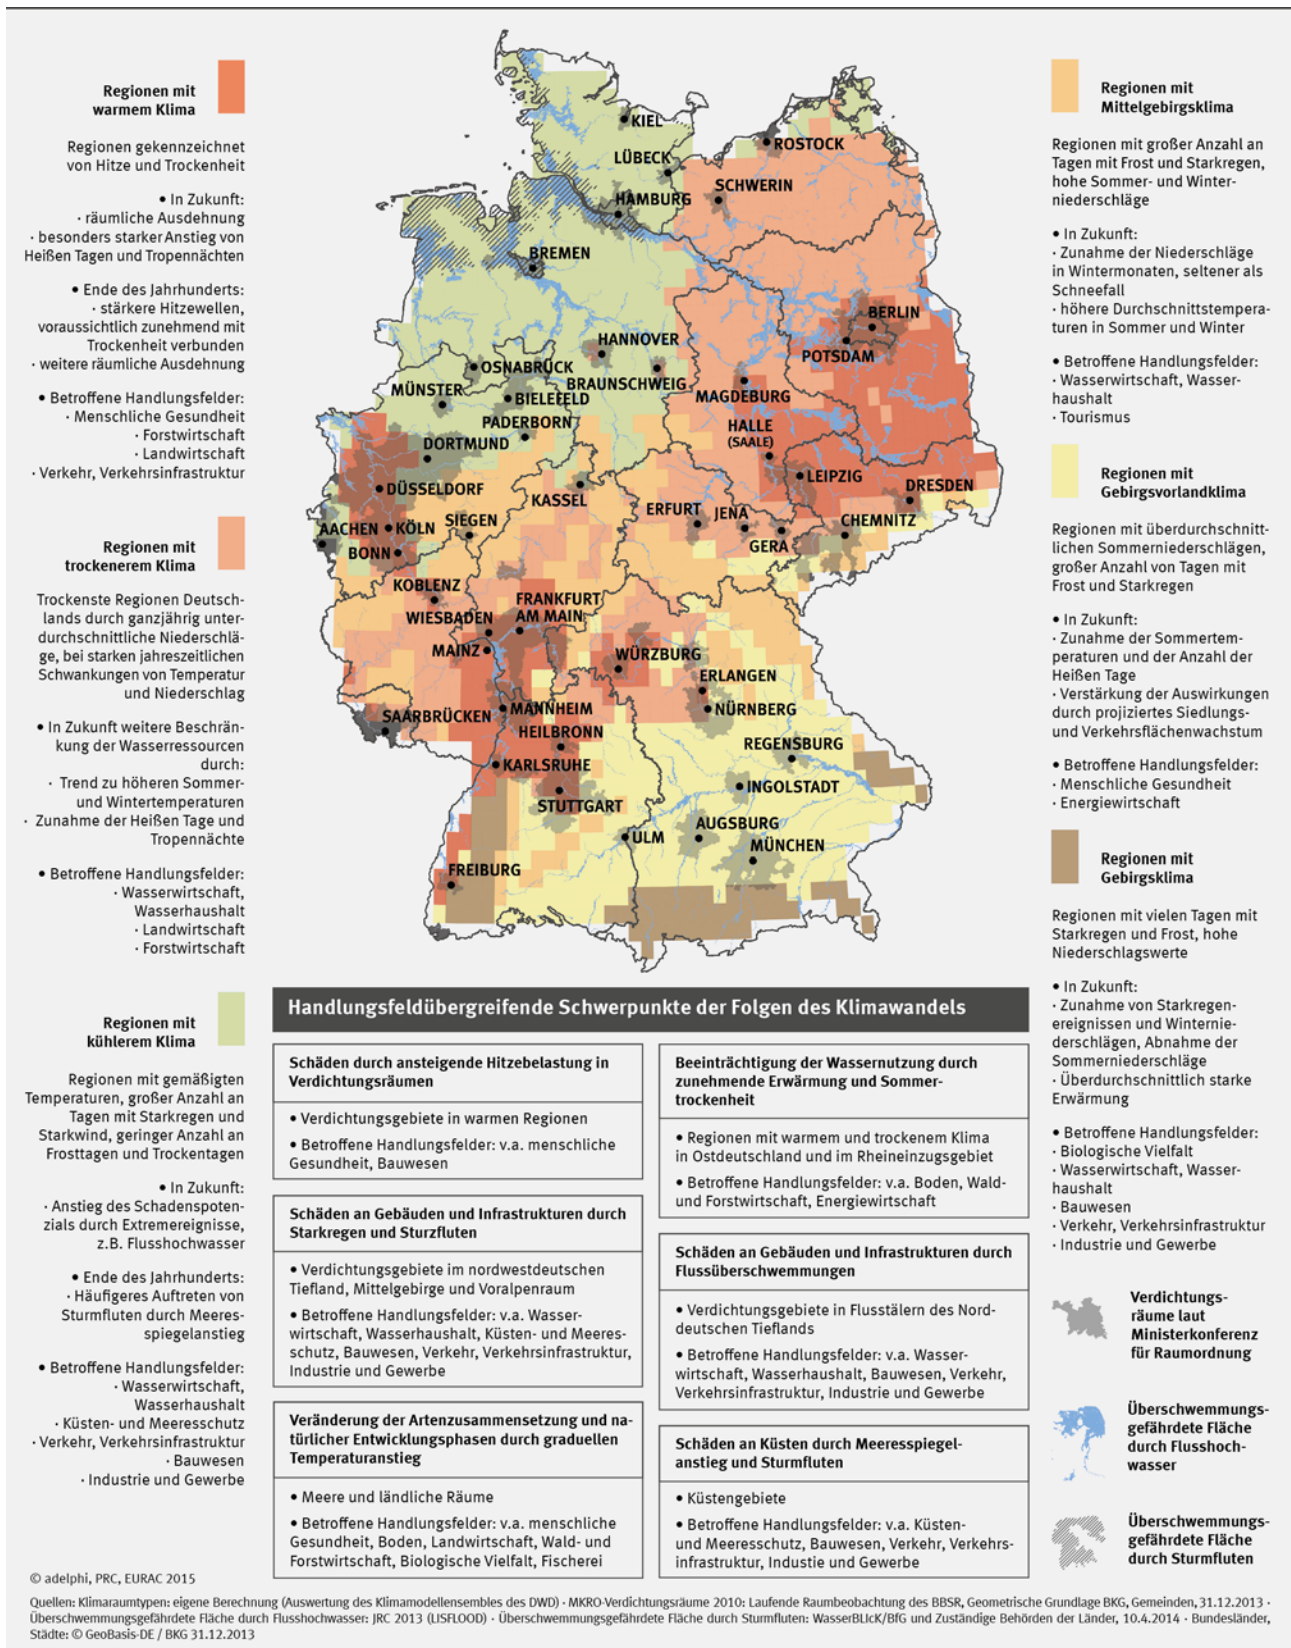 Regionen mit
warmem Klima
Regionen gekennzeichnet
von Hitze und Trockenheit
• In Zukunft:
· räumliche Ausdehnung
· besonders starker Anstieg von
Heißen Tagen und Tropennächten
• Ende des Jahrhunderts:
· stärkere Hitzewellen,
voraussichtlich zunehmend mit
Trockenheit verbunden
· weitere räumliche Ausdehnung
• Betroffene Handlungsfelder:
· Menschliche Gesundheit
· Forstwirtschaft
· Landwirtschaft
· Verkehr, Verkehrsinfrastruktur
Regionen mit
trockenerem Klima
Trockenste Regionen Deutsch-
lands durch ganzjährig unter-
durchschnittliche Niederschlä-
ge, bei starken jahreszeitlichen
Schwankungen von Temperatur
und Niederschlag
• In Zukunft weitere Beschrän-
kung der Wasserressourcen
durch:
· Trend zu höheren Sommer-
und Wintertemperaturen
· Zunahme der Heißen Tage und
Tropennächte
• Betroffene Handlungsfelder:
· Wasserwirtschaft,
Wasserhaushalt
· Landwirtschaft
· Forstwirtschaft
Regionen mit
kühlerem Klima
Regionen mit gemäßigten
Temperaturen, großer Anzahl an
Tagen mit Starkregen und
Starkwind, geringer Anzahl an
Frosttagen und Trockentagen
• In Zukunft:
· Anstieg des Schadenspoten-
zials durch Extremereignisse,
z.B. Flusshochwasser
• Ende des Jahrhunderts:
· Häufigeres Auftreten von
Sturmfluten durch Meeres-
spiegelanstieg
• Betroffene Handlungsfelder:
· Wasserwirtschaft,
Wasserhaushalt
· Küsten- und Meeresschutz
· Verkehr, Verkehrsinfrastruktur
· Bauwesen
· Industrie und Gewerbe
KIEL
ROSTOCK
LÜBECK
SCHWERIN
HAMBURG
BREMEN
BERLIN
HANNOVER
POTSDAM
OSNABRÜCK
BRAUNSCHWEIG
MÜNSTER
BIELEFELD
MAGDEBURG
PADERBORN
HALLE
(SAALE)
DORTMUND
LEIPZIG
DÜSSELDORF
KASSEL
DRESDEN
ERFURT
JENA
CHEMNITZ
AACHEN
KÖLN
SIEGEN
GERA
BONN
KOBLENZ
FRANKFURT
AM MAIN
WIESBADEN
MAINZ
WÜRZBURG
ERLANGEN
SAARBRÜCKEN
MANNHEIM
NÜRNBERG
HEILBRONN
REGENSBURG
KARLSRUHE
INGOLSTADT
STUTTGART
AUGSBURG
ULM
MÜNCHEN
FREIBURG
Regionen mit
Mittelgebirgsklima
Regionen mit großer Anzahl an
Tagen mit Frost und Starkregen,
hohe Sommer- und Winter-
niederschläge
• In Zukunft:
· Zunahme der Niederschläge
in Wintermonaten, seltener als
Schneefall
· höhere Durchschnittstempera-
turen in Sommer und Winter
• Betroffene Handlungsfelder:
· Wasserwirtschaft, Wasser-
haushalt
· Tourismus
Regionen mit
Gebirgsvorlandklima
Regionen mit überdurchschnitt-
lichen Sommerniederschlägen,
großer Anzahl von Tagen mit
Frost und Starkregen
• In Zukunft:
· Zunahme der Sommertem-
peraturen und der Anzahl der
Heißen Tage
· Verstärkung der Auswirkungen
durch projiziertes Siedlungs-
und Verkehrsflächenwachstum
• Betroffene Handlungsfelder:
· Menschliche Gesundheit
· Energiewirtschaft
Regionen mit
Gebirgsklima
Regionen mit vielen Tagen mit
Starkregen und Frost, hohe
Niederschlagswerte
• In Zukunft:
· Zunahme von Starkregen-
ereignissen und Winternie-
derschlägen, Abnahme der
Sommerniederschläge
· Überdurchschnittlich starke
Erwärmung
• Betroffene Handlungsfelder:
· Biologische Vielfalt
· Wasserwirtschaft, Wasser-
haushalt
· Bauwesen
· Verkehr, Verkehrsinfrastruktur
· Industrie und Gewerbe
Verdichtungs-
räume laut
Ministerkonferenz
für Raumordnung
Überschwemmungs-
gefährdete Fläche
durch Flusshoch-
wasser
Überschwemmungs-
gefährdete Fläche
durch Sturmfluten
Handlungsfeldübergreifende Schwerpunkte der Folgen des Klimawandels
Schäden durch ansteigende Hitzebelastung in
Verdichtungsräumen
• Verdichtungsgebiete in warmen Regionen
• Betroffene Handlungsfelder: v.a. menschliche
Gesundheit, Bauwesen
Schäden an Gebäuden und Infrastrukturen durch
Starkregen und Sturzfluten
• Verdichtungsgebiete im nordwestdeutschen
Tiefland, Mittelgebirge und Voralpenraum
• Betroffene Handlungsfelder: v.a. Wasser-
wirtschaft, Wasserhaushalt, Küsten- und Meeres-
schutz, Bauwesen, Verkehr, Verkehrsinfrastruktur,
Industrie und Gewerbe
Veränderung der Artenzusammensetzung und na-
türlicher Entwicklungsphasen durch graduellen
Temperaturanstieg
• Meere und ländliche Räume
• Betroffene Handlungsfelder: v.a. menschliche
Gesundheit, Boden, Landwirtschaft, Wald- und
Forstwirtschaft, Biologische Vielfalt, Fischerei
Beeinträchtigung der Wassernutzung durch
zunehmende Erwärmung und Sommer-
trockenheit
• Regionen mit warmem und trockenem Klima
in Ostdeutschland und im Rheineinzugsgebiet
• Betroffene Handlungsfelder: v.a. Boden, Wald-
und Forstwirtschaft, Energiewirtschaft
Schäden an Gebäuden und Infrastrukturen durch
Flussüberschwemmungen
• Verdichtungsgebiete in Flusstälern des Nord-
deutschen Tieflands
• Betroffene Handlungsfelder: v.a. Wasser-
wirtschaft, Wasserhaushalt, Bauwesen, Verkehr,
Verkehrsinfrastruktur, Industrie und Gewerbe
Schäden an Küsten durch Meeresspiegel-
anstieg und Sturmfluten
• Küstengebiete
• Betroffene Handlungsfelder: v.a. Küsten-
und Meeresschutz, Bauwesen, Verkehr, Verkehrs-
infrastruktur, Industie und Gewerbe
© adelphi, PRC, EURAC 2015
Quellen: Klimaraumtypen: eigene Berechnung (Auswertung des Klimamodellensembles des DWD) · MKRO-Verdichtungsräume 2010: Laufende Raumbeobachtung des BBSR, Geometrische Grundlage BKG, Gemeinden, 31.12.2013 ·
Überschwemmungsgefährdete Fläche durch Flusshochwasser: JRC 2013 (LISFLOOD) · Überschwemmungsgefährdete Fläche durch Sturmfluten: WasserBLIcK/BfG und Zuständige Behörden der Länder, 10.4.2014 · Bundesländer,
Städte: © GeoBasis-DE / BKG 31.12.2013